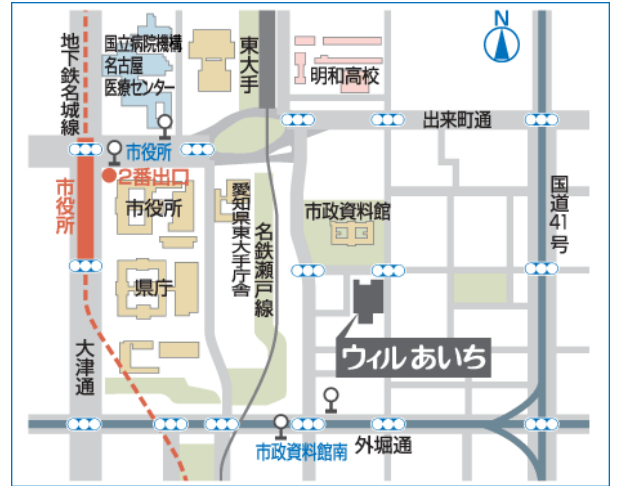 N
国立病院機構
名古屋
医療センター
東大手
明和高校
地下鉄名城線
出来町通
市役所
2番出口
市役所
市役所
愛知県東大手庁舎
名鉄瀬戸線
市政資料館
国道41号
県庁
ウィルあいち
大津通
市政資料館南
外堀通